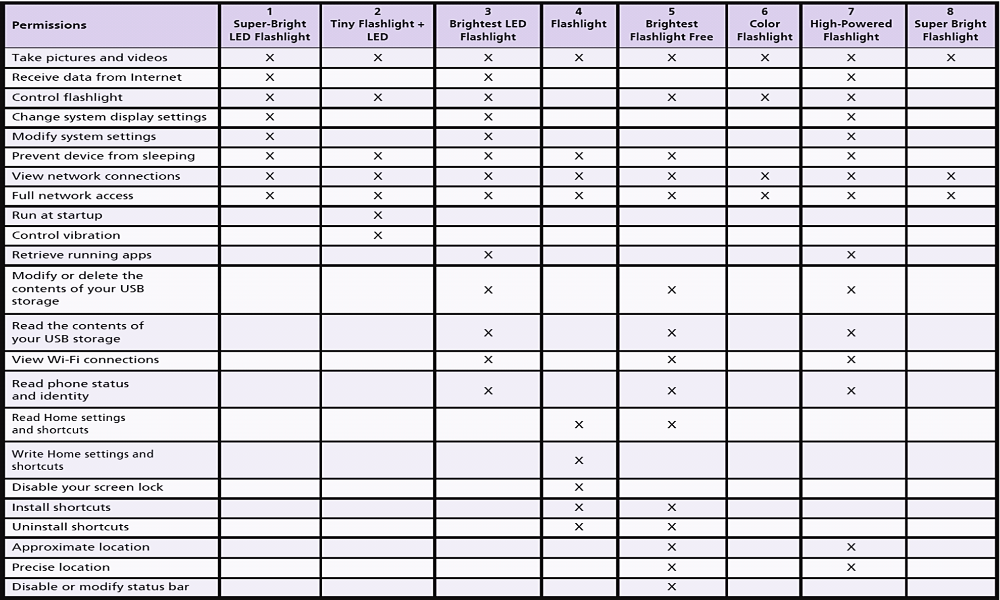 Permissions
1
Super-Bright
LED Flashlight
2
Tiny Flashlight +
LED
3
Brightest LED
Flashlight
4
Flashlight
5
Brightest
Flashlight Free
6
Color
Flashlight
7
High-Powered
Flashlight
8
Super Bright
Flashlight
Take pictures and videos X X X X X X X X
Receive data from Internet X X X
Control flashlight X X X X X X
Change system display settings X X X
Modify system settings X X X
Prevent device from sleeping X X X X X X
View network connections X X X X X X X X
Full network access X X X X X X X X
Run at startup X
Control vibration X
Retrieve running apps X X
Modify or delete the
contents of your USB
storage
X X X
Read the contents of
your USB storage
X X X
View Wi-Fi connections X X X
Read phone status
and identity
X X X
Read Home settings
and shortcuts
X X
Write Home settings and
shortcuts
X
Disable your screen lock X
Install shortcuts X X
Uninstall shortcuts X X
Approximate location X X
Precise location X X
Disable or modify status bar X